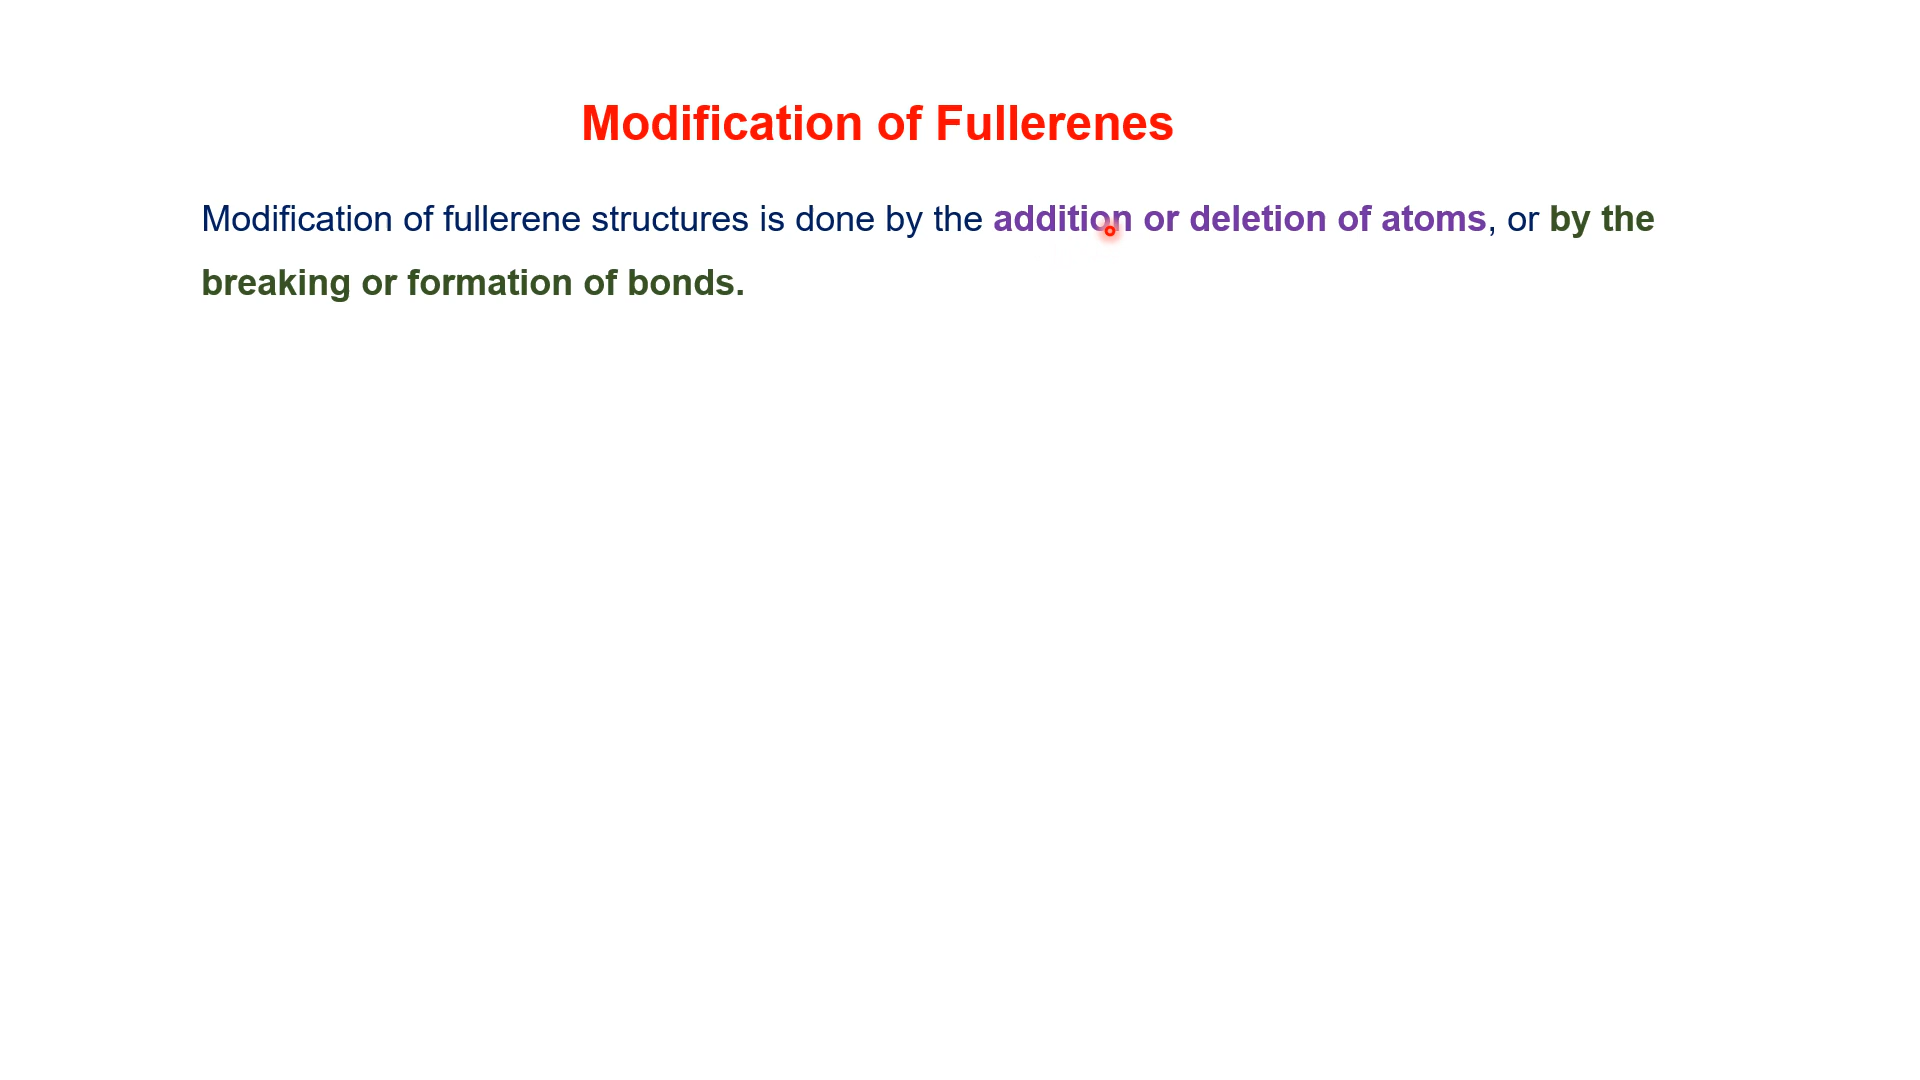 Modification of Fullerenes
Modification of fullerene structures is done by the addition or deletion of atoms, or by the
breaking or formation of bonds.